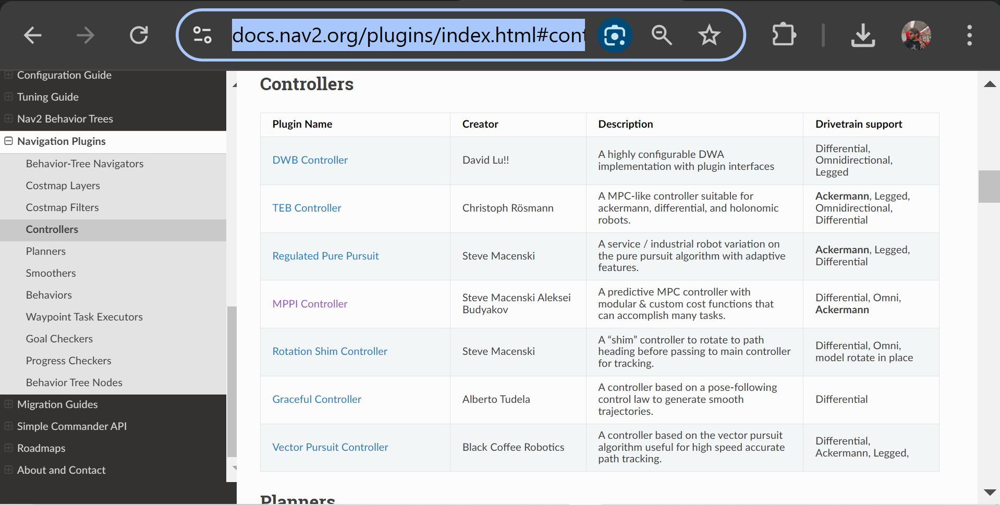 docs.nav2.org/plugins/index.html#cont
Configuration Guide
Tuning Guide
Nav2 Behavior Trees
Navigation Plugins
Behavior-Tree Navigators
Costmap Layers
Costmap Filters
Controllers
Planners
Smoothers
Behaviors
Waypoint Task Executors
Goal Checkers
Progress Checkers
Behavior Tree Nodes
Migration Guides
Simple Commander API
Roadmaps
About and Contact
Controllers
Plugin Name
Creator
Description
Drivetrain support
DWB Controller
David Lu!!
A highly configurable DWA
implementation with plugin interfaces
Differential,
Omnidirectional,
Legged
TEB Controller
Christoph Rösmann
A MPC-like controller suitable for
ackermann, differential, and holonomic
robots.
Ackermann, Legged,
Omnidirectional,
Differential
Regulated Pure Pursuit
Steve Macenski
A service / industrial robot variation on
the pure pursuit algorithm with adaptive
features.
Ackermann, Legged,
Differential
MPPI Controller
Steve Macenski Aleksei
Budyakov
A predictive MPC controller with
modular & custom cost functions that
can accomplish many tasks.
Differential, Omni,
Ackermann
Rotation Shim Controller
Steve Macenski
A “shim” controller to rotate to path
heading before passing to main controller
for tracking.
Differential, Omni,
model rotate in place
Graceful Controller
Alberto Tudela
A controller based on a pose-following
control law to generate smooth
trajectories.
Differential
Vector Pursuit Controller
Black Coffee Robotics
A controller based on the vector pursuit
algorithm useful for high speed accurate
path tracking.
Differential,
Ackermann, Legged,
Planners